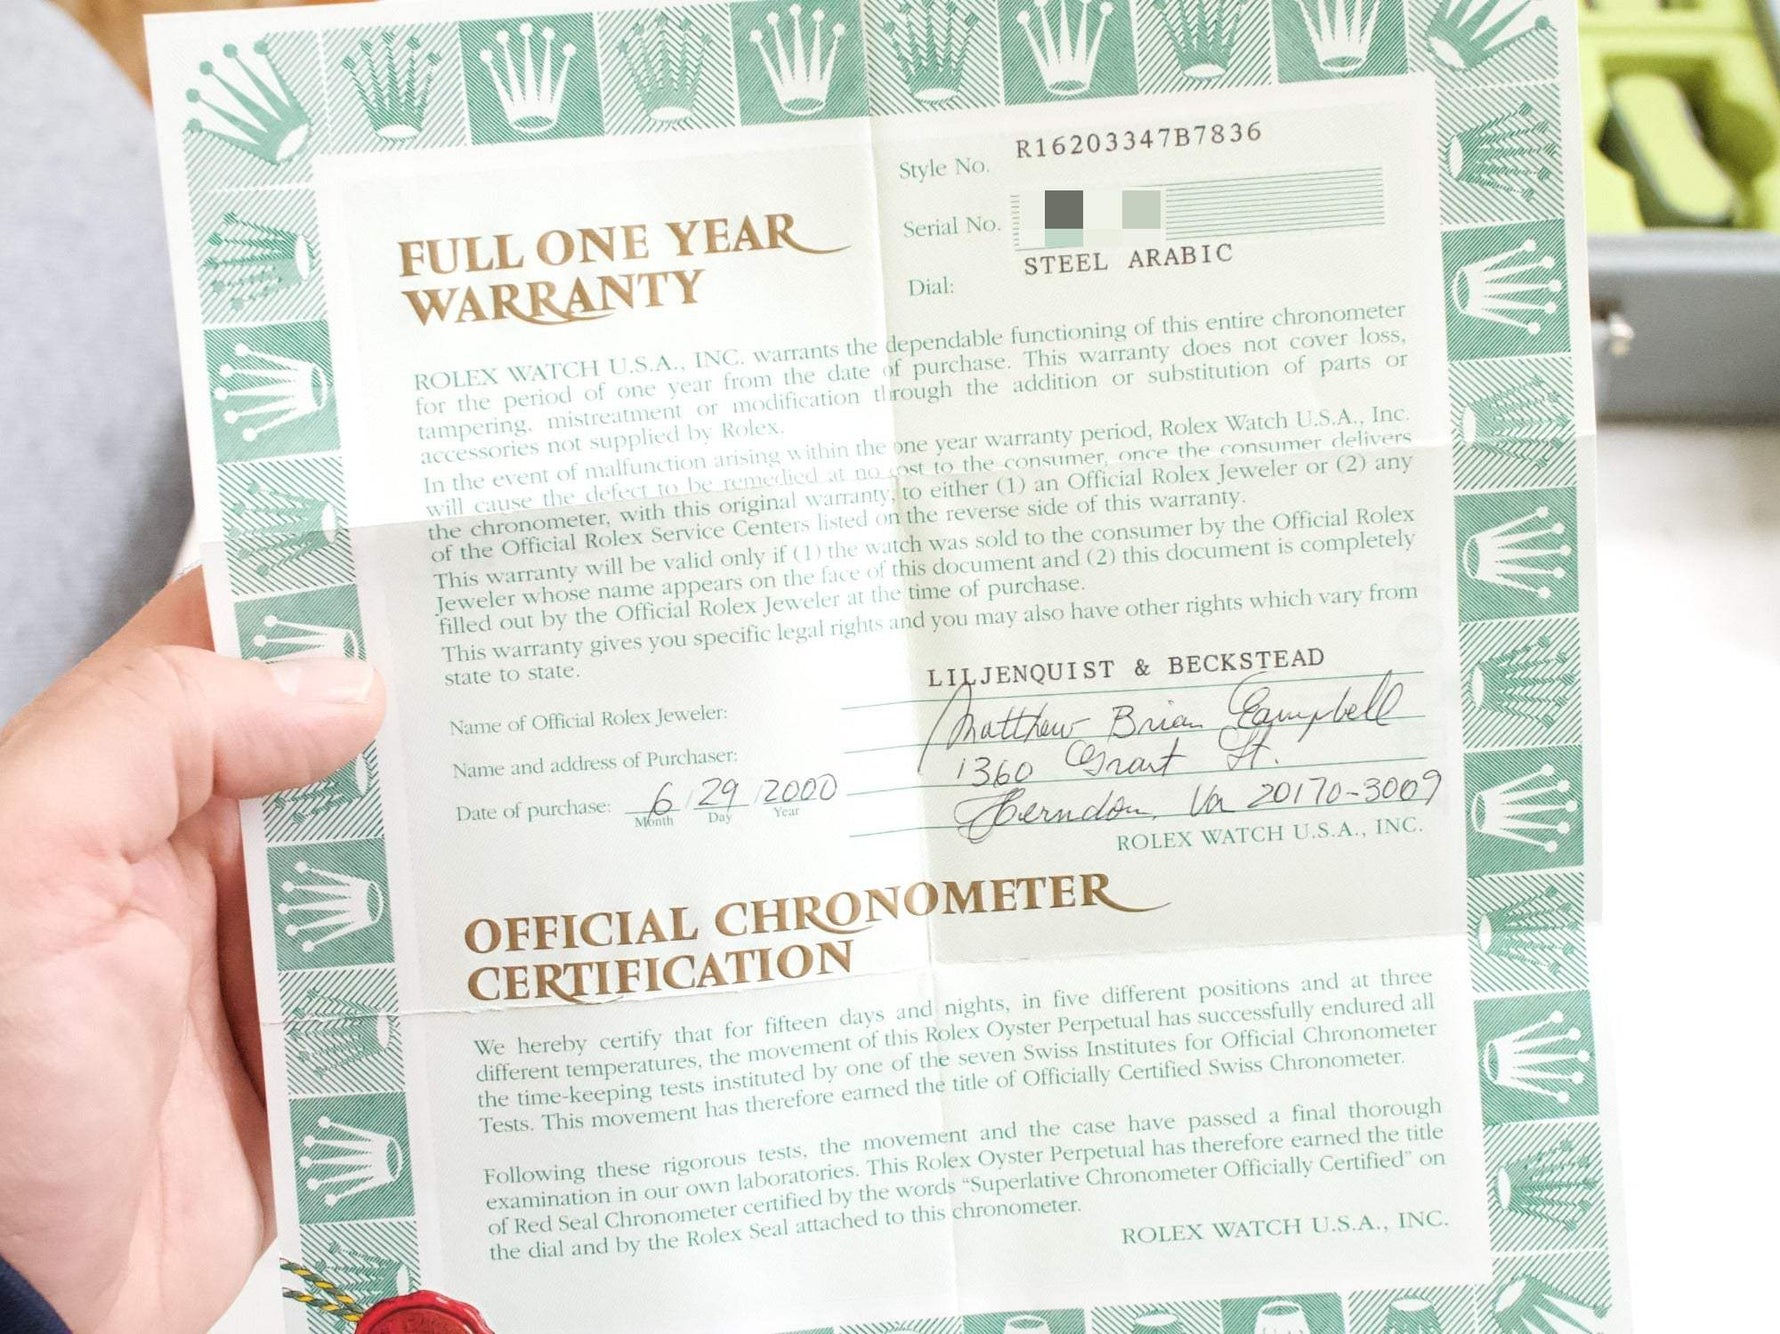 Style No. R16203347B7836
Serial No.
Dial: STEEL ARABIC
FULL ONE YEAR
WARRANTY
ROLEX WATCH U.S.A., INC. warrants the dependable functioning of this entire chronometer
for the period of one year from the date of purchase. This warranty does not cover loss,
tampering, mistreatment or modification through the addition or substitution of parts or
accessories not supplied by Rolex.
In the event of malfunction arising within the one year warranty period, Rolex Watch U.S.A., Inc.
will cause the defect to be remedied at no cost to the consumer, once the consumer delivers
the chronometer, with this original warranty, to either (1) an Official Rolex Jeweler or (2) any
of the Official Rolex Service Centers listed on the reverse side of this warranty.
This warranty will be valid only if (1) the watch was sold to the consumer by the Official Rolex
Jeweler whose name appears on the face of this document and (2) this document is completely
filled out by the Official Rolex Jeweler at the time of purchase.
This warranty gives you specific legal rights and you may also have other rights which vary from
state to state.
Name of Official Rolex Jeweler: LILJENQUIST & BECKSTEAD
Name and address of Purchaser: Matthew Brian Campbell
1360 Grant St.
Date of purchase: 6 29 2000 Herndon, Va 20170-3009
Month Day Year
ROLEX WATCH U.S.A., INC.
OFFICIAL CHRONOMETER
CERTIFICATION
We hereby certify that for fifteen days and nights, in five different positions and at three
different temperatures, the movement of this Rolex Oyster Perpetual has successfully endured all
the time-keeping tests instituted by one of the seven Swiss Institutes for Official Chronometer
Tests. This movement has therefore earned the title of Officially Certified Swiss Chronometer.
Following these rigorous tests, the movement and the case have passed a final thorough
examination in our own laboratories. This Rolex Oyster Perpetual has therefore earned the title
of Red Seal Chronometer certified by the words "Superlative Chronometer Officially Certified" on
the dial and by the Rolex Seal attached to this chronometer.
ROLEX WATCH U.S.A., INC.